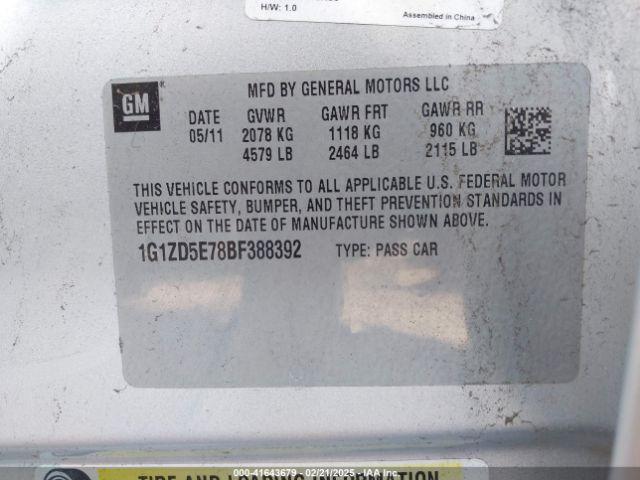 H/W: 1.0
Assembled in China
GM
MFD BY GENERAL MOTORS LLC
DATE GVWR GAWR FRT GAWR RR
05/11 2078 KG 1118 KG 960 KG
4579 LB 2464 LB 2115 LB
THIS VEHICLE CONFORMS TO ALL APPLICABLE U.S. FEDERAL MOTOR
VEHICLE SAFETY, BUMPER, AND THEFT PREVENTION STANDARDS IN
EFFECT ON THE DATE OF MANUFACTURE SHOWN ABOVE.
1G1ZD5E78BF388392 TYPE: PASS CAR
TIRE AND LOADING INFORMATION
000-41643679 - 02/21/2025 - COPYRIGHT IAA, LLC